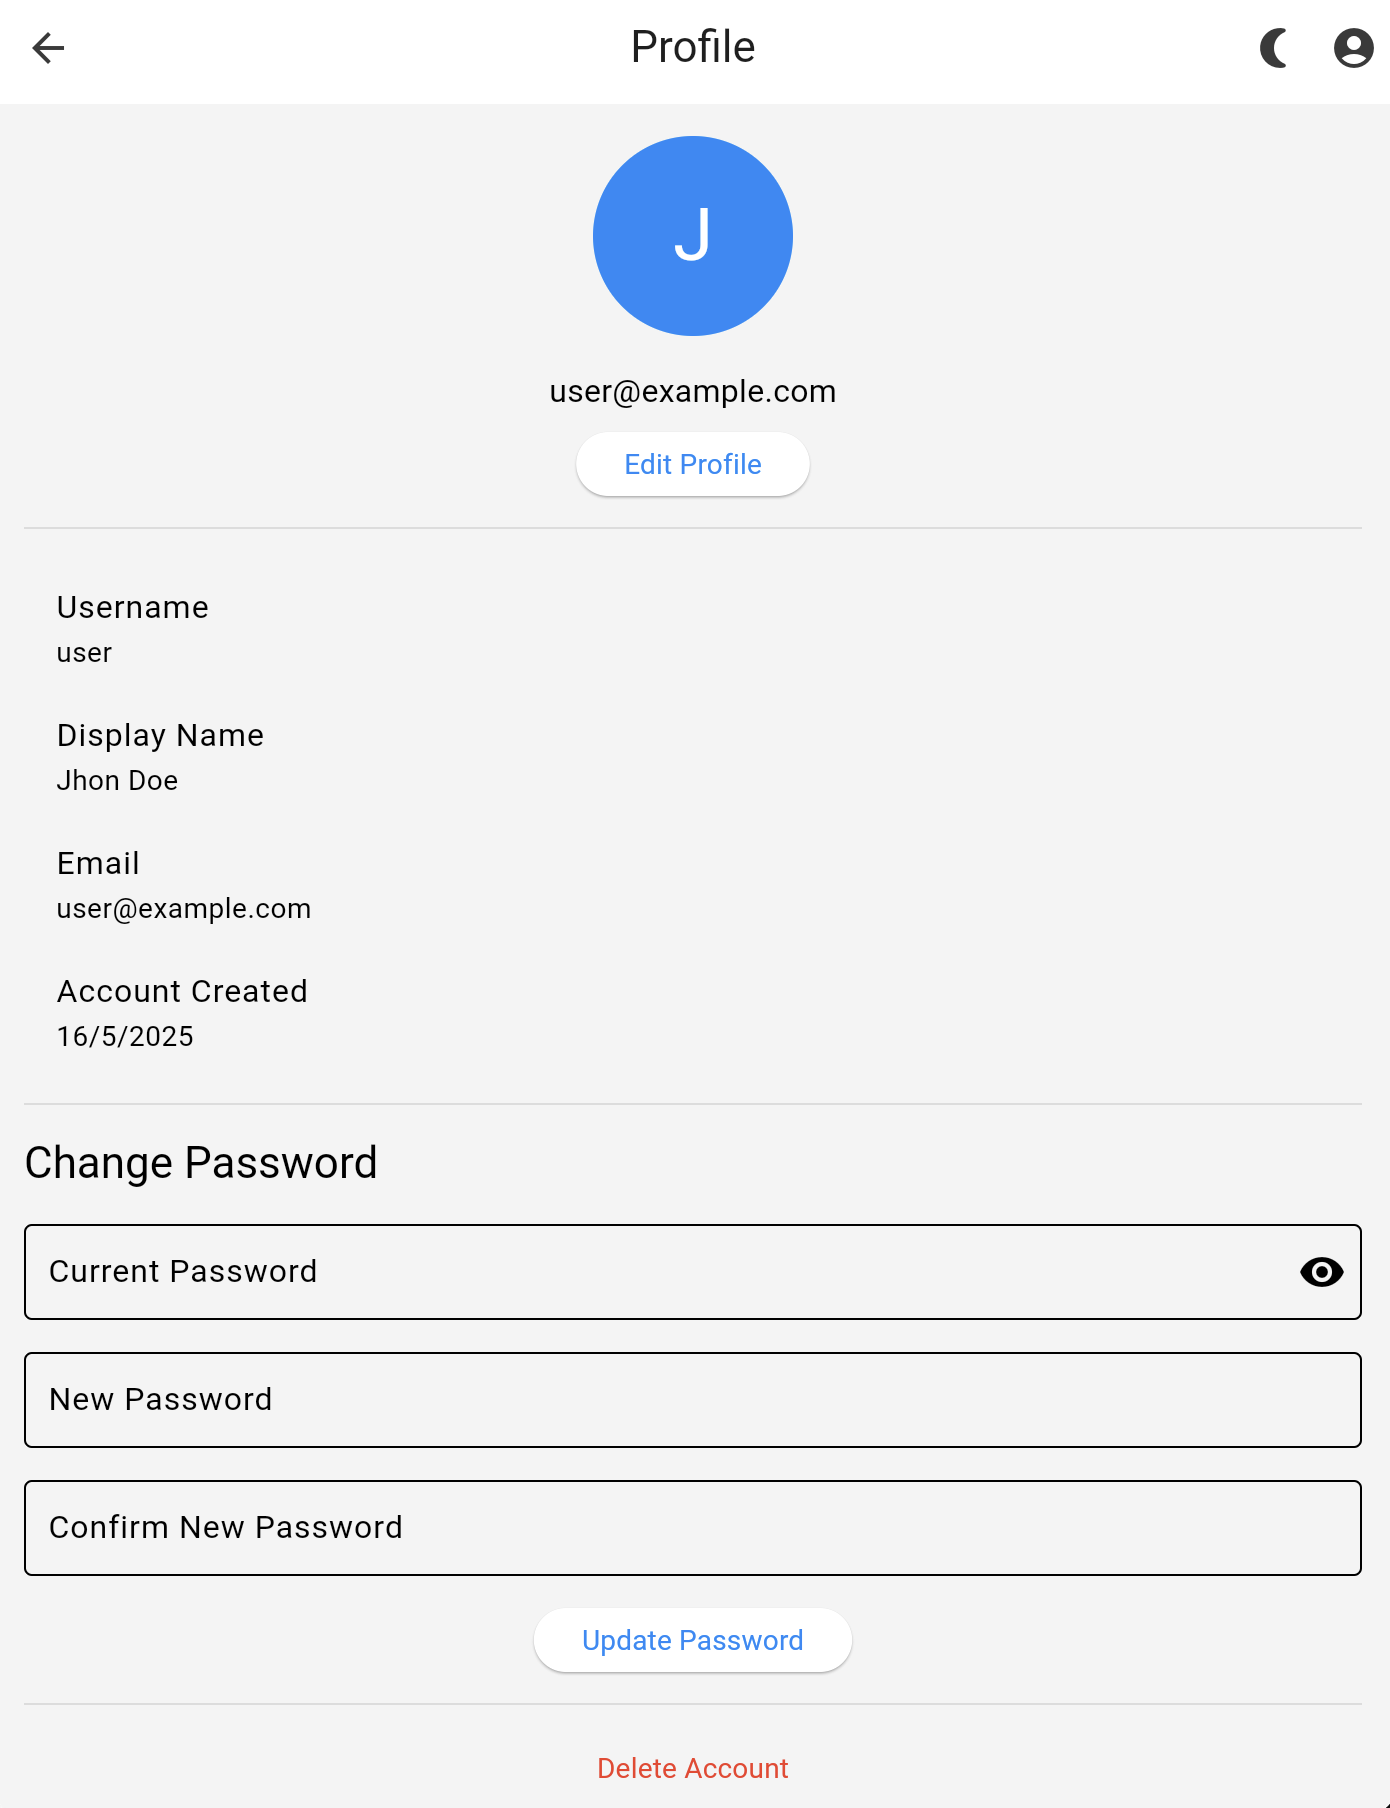 Profile
J
user@example.com
Edit Profile
Username
user
Display Name
Jhon Doe
Email
user@example.com
Account Created
16/5/2025
Change Password
Current Password
New Password
Confirm New Password
Update Password
Delete Account